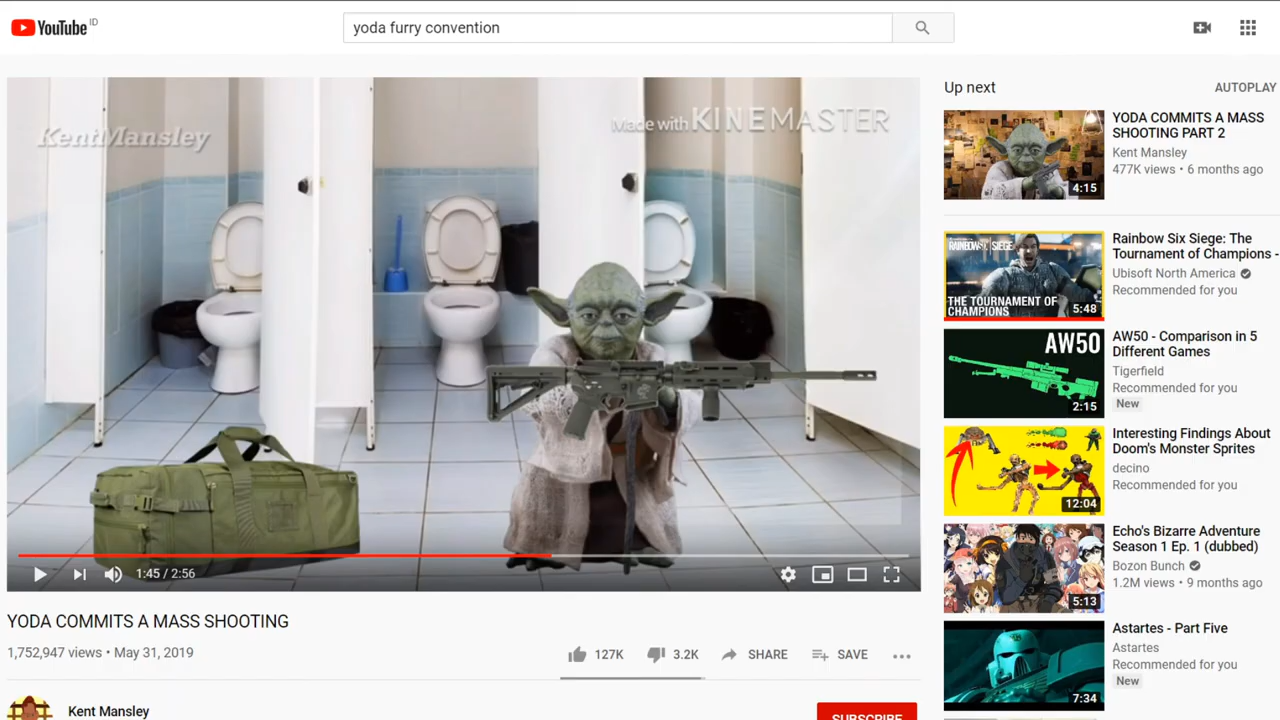 YouTube ID
yoda furry convention
KentMansley
Made with KINEMASTER
1:45 / 2:56
YODA COMMITS A MASS SHOOTING
1,752,947 views • May 31, 2019
127K
3.2K
SHARE
SAVE
Kent Mansley
SUBSCRIBE
Up next
AUTOPLAY
4:15
YODA COMMITS A MASS
SHOOTING PART 2
Kent Mansley
477K views • 6 months ago
RAINBOW SIX SIEGE
THE TOURNAMENT OF
CHAMPIONS
5:48
Rainbow Six Siege: The
Tournament of Champions -
Ubisoft North America
Recommended for you
AW50
2:15
AW50 - Comparison in 5
Different Games
Tigerfield
Recommended for you
New
12:04
Interesting Findings About
Doom's Monster Sprites
decino
Recommended for you
5:13
Echo's Bizarre Adventure
Season 1 Ep. 1 (dubbed)
Bozon Bunch
1.2M views • 9 months ago
7:34
Astartes - Part Five
Astartes
Recommended for you
New